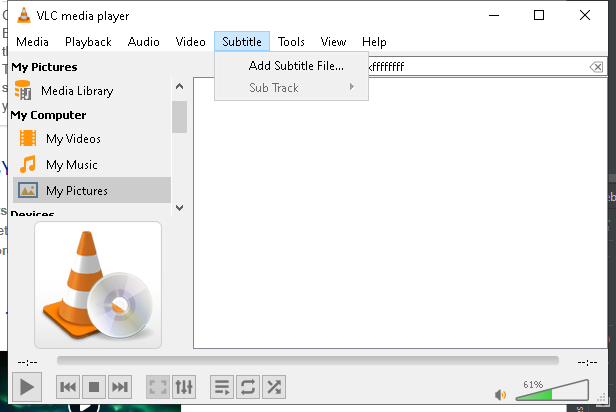 VLC media player
Media Playback Audio Video Subtitle Tools View Help
My Pictures
Add Subtitle File...
xffffffff
Media Library
Sub Track
My Computer
My Videos
My Music
My Pictures
Devices
--:-- --:--
61%